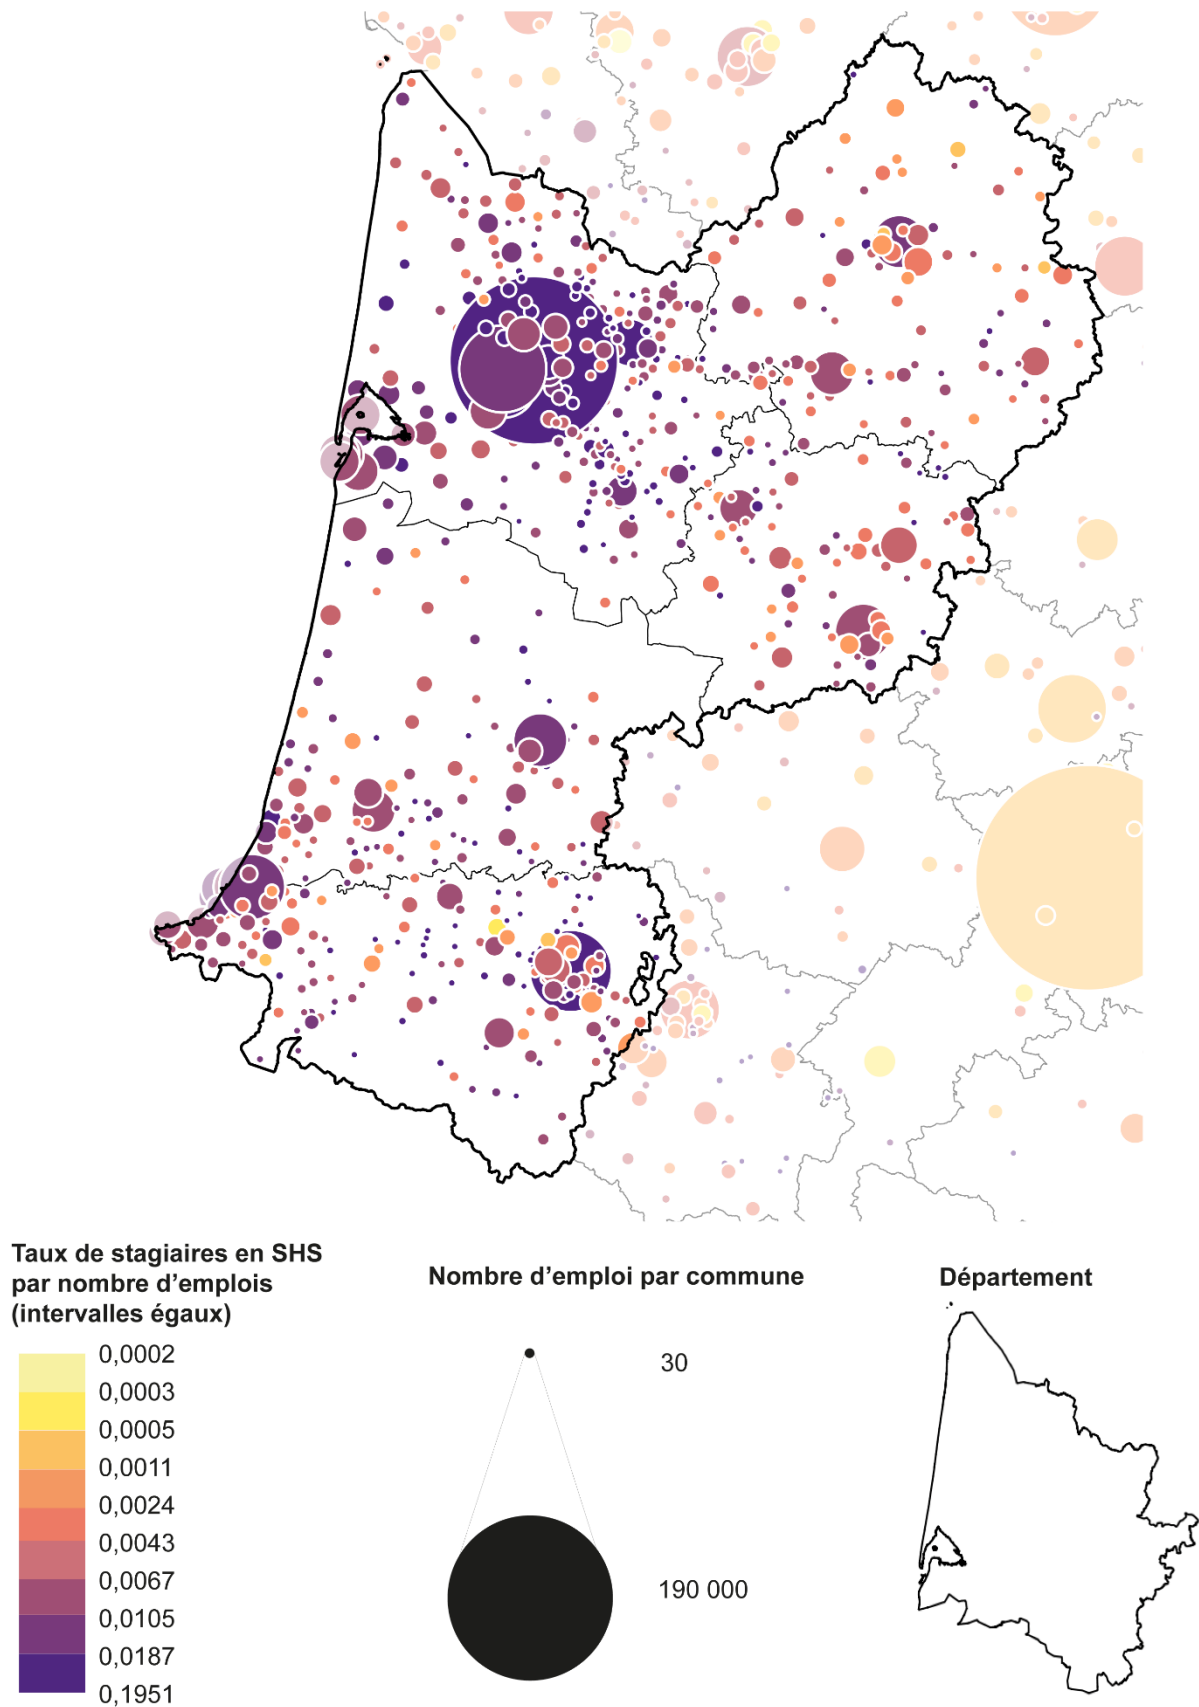 Taux de stagiaires en SHS
par nombre d'emplois
(intervalles égaux)
0,0002
0,0003
0,0005
0,0011
0,0024
0,0043
0,0067
0,0105
0,0187
0,1951
Nombre d'emploi par commune
30
190 000
Département